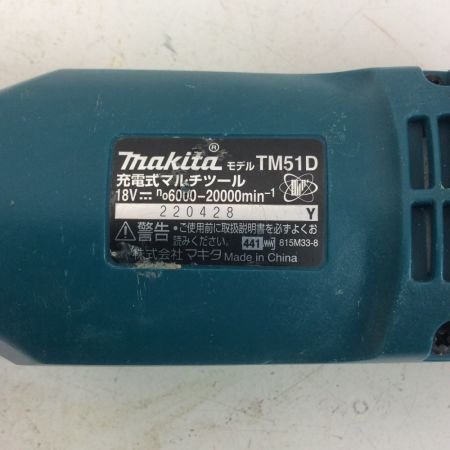 makita® モデル TM51D
充電式マルチツール
18V⎓ n₀6000-20000min⁻¹
220428 Y
⚠警告 •ご使用前に取扱説明書を必ずよくお
読みください。 441 815M33-8
株式会社 マキタ Made in China